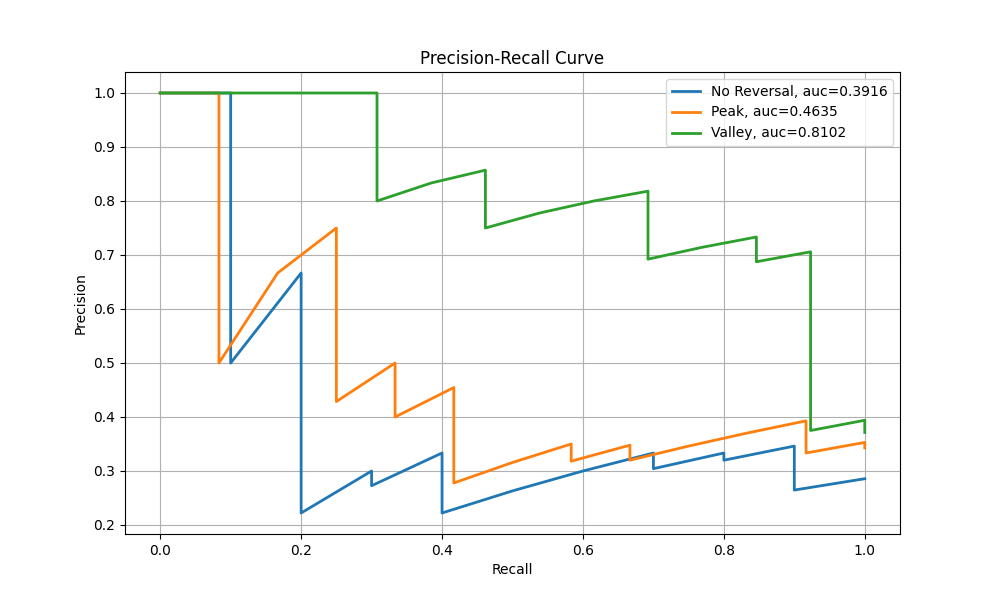 Precision-Recall Curve
No Reversal, auc=0.3916
Peak, auc=0.4635
Valley, auc=0.8102
1.0
0.9
0.8
0.7
0.6
0.5
0.4
0.3
0.2
Precision
0.0 0.2 0.4 0.6 0.8 1.0
Recall